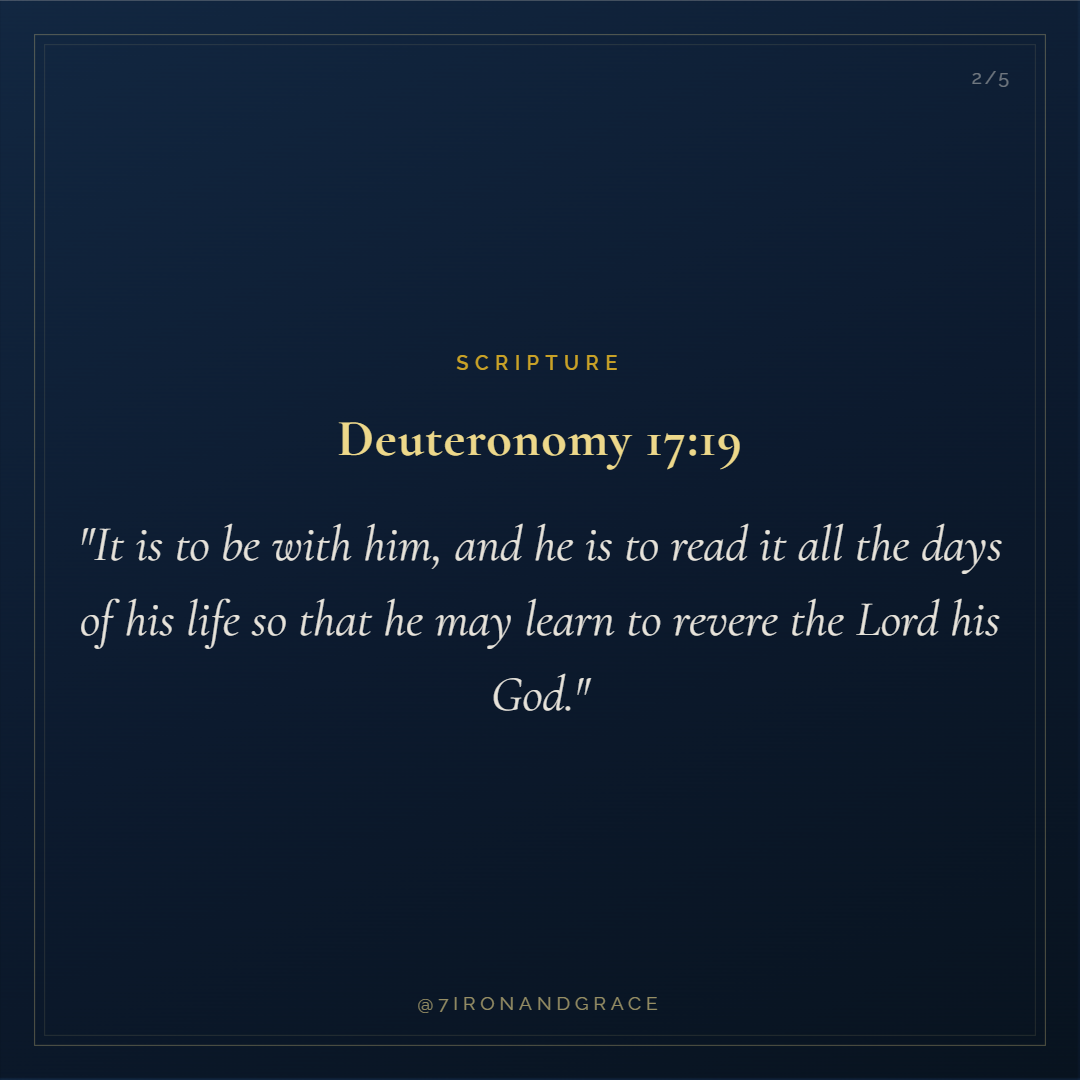 2/5
SCRIPTURE
Deuteronomy 17:19
"It is to be with him, and he is to read it all the days
of his life so that he may learn to revere the Lord his
God."
@7IRONANDGRACE